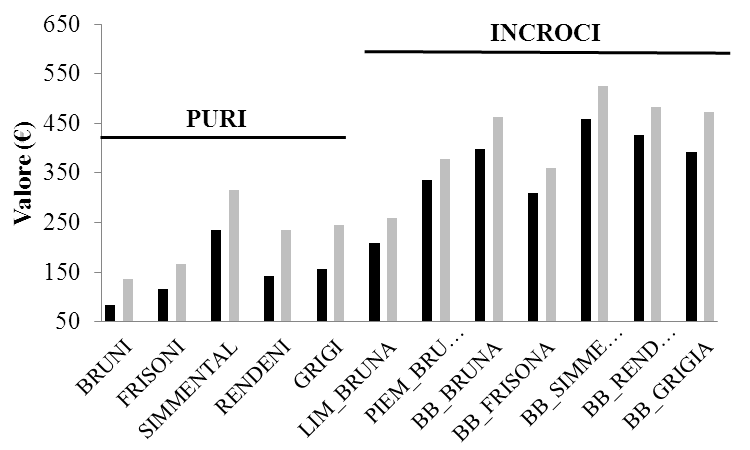 INCROCI
PURI
Valore (€)
650
550
450
350
250
150
50
BRUNI
FRISONI
SIMMENTAL
RENDENI
GRIGI
LIM_BRUNA
PIEM_BRU…
BB_BRUNA
BB_FRISONA
BB_SIMME…
BB_REND…
BB_GRIGIA